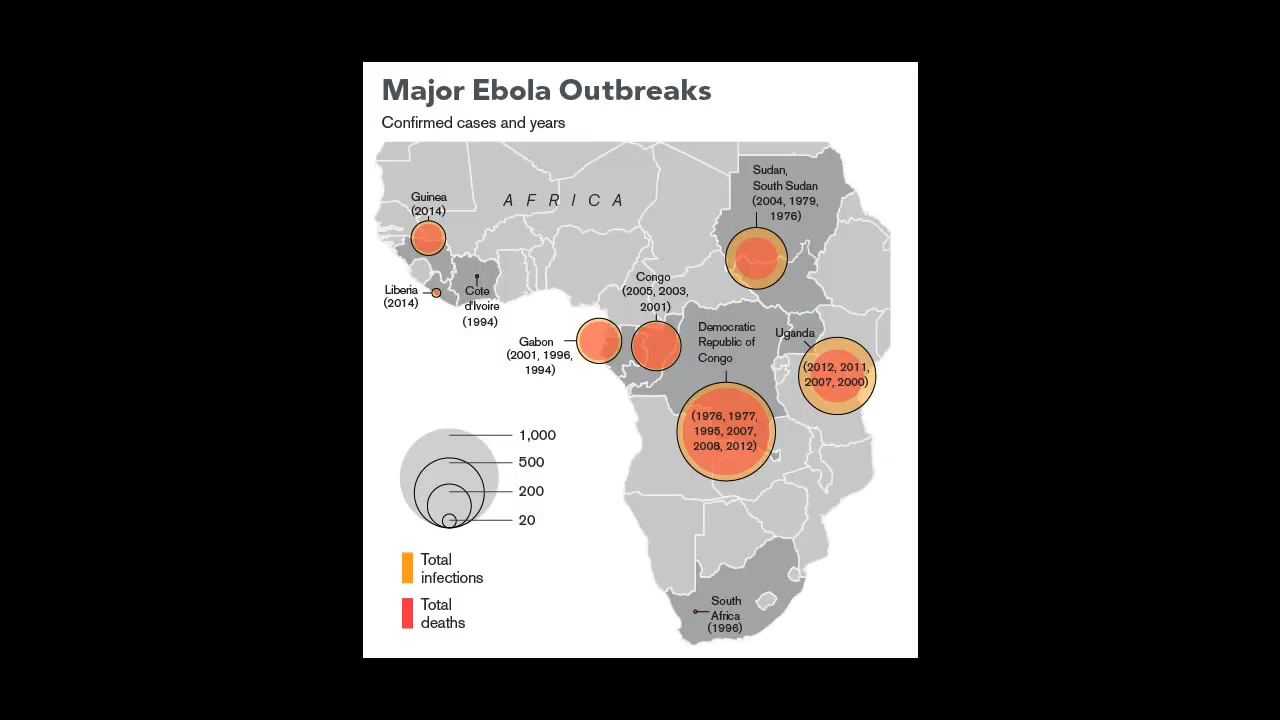 Major Ebola Outbreaks
Confirmed cases and years
AFRICA
Guinea
(2014)
Liberia
(2014)
Cote
d'Ivoire
(1994)
Gabon
(2001, 1996,
1994)
Congo
(2005, 2003,
2001)
Sudan,
South Sudan
(2004, 1979,
1976)
Democratic
Republic of
Congo
(1976, 1977,
1995, 2007,
2008, 2012)
Uganda
(2012, 2011,
2007, 2000)
South
Africa
(1996)
1,000
500
200
20
Total
infections
Total
deaths